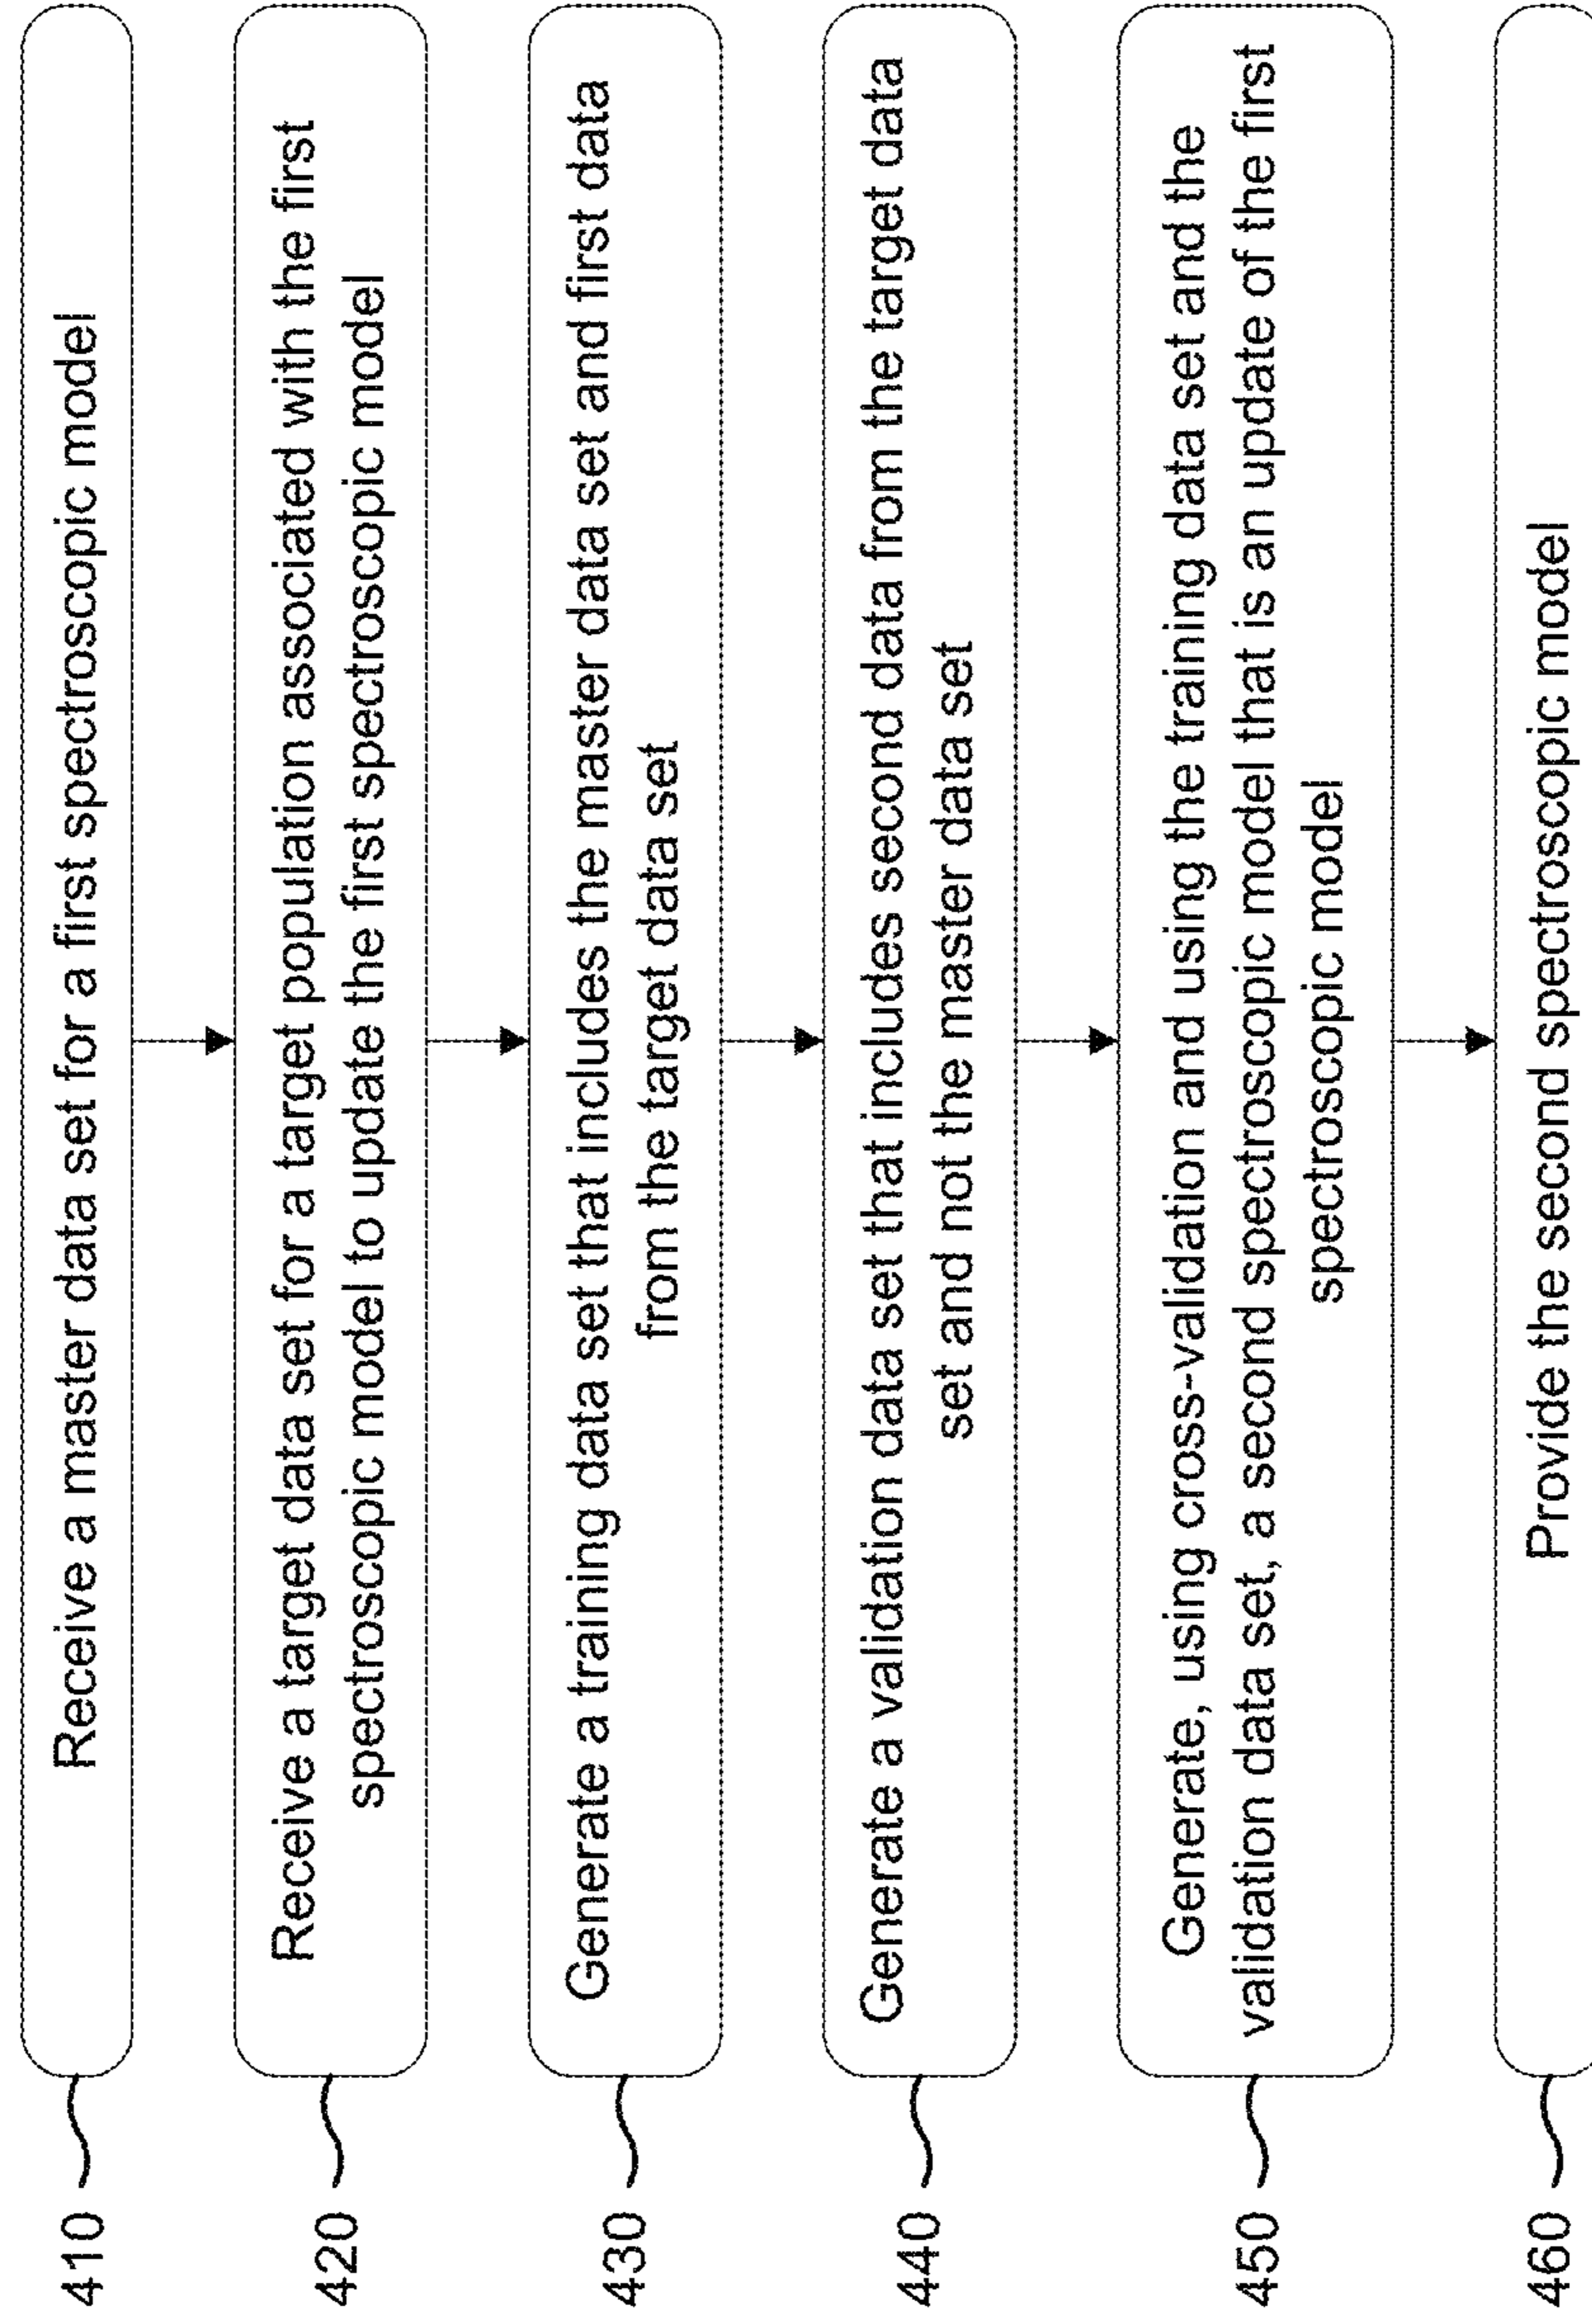 410
Receive a master data set for a first spectroscopic model
420
Receive a target data set for a target population associated with the first
spectroscopic model to update the first spectroscopic model
430
Generate a training data set that includes the master data set and first data
from the target data set
440
Generate a validation data set that includes second data from the target data
set and not the master data set
450
Generate, using cross-validation and using the training data set and the
validation data set, a second spectroscopic model that is an update of the first
spectroscopic model
460
Provide the second spectroscopic model